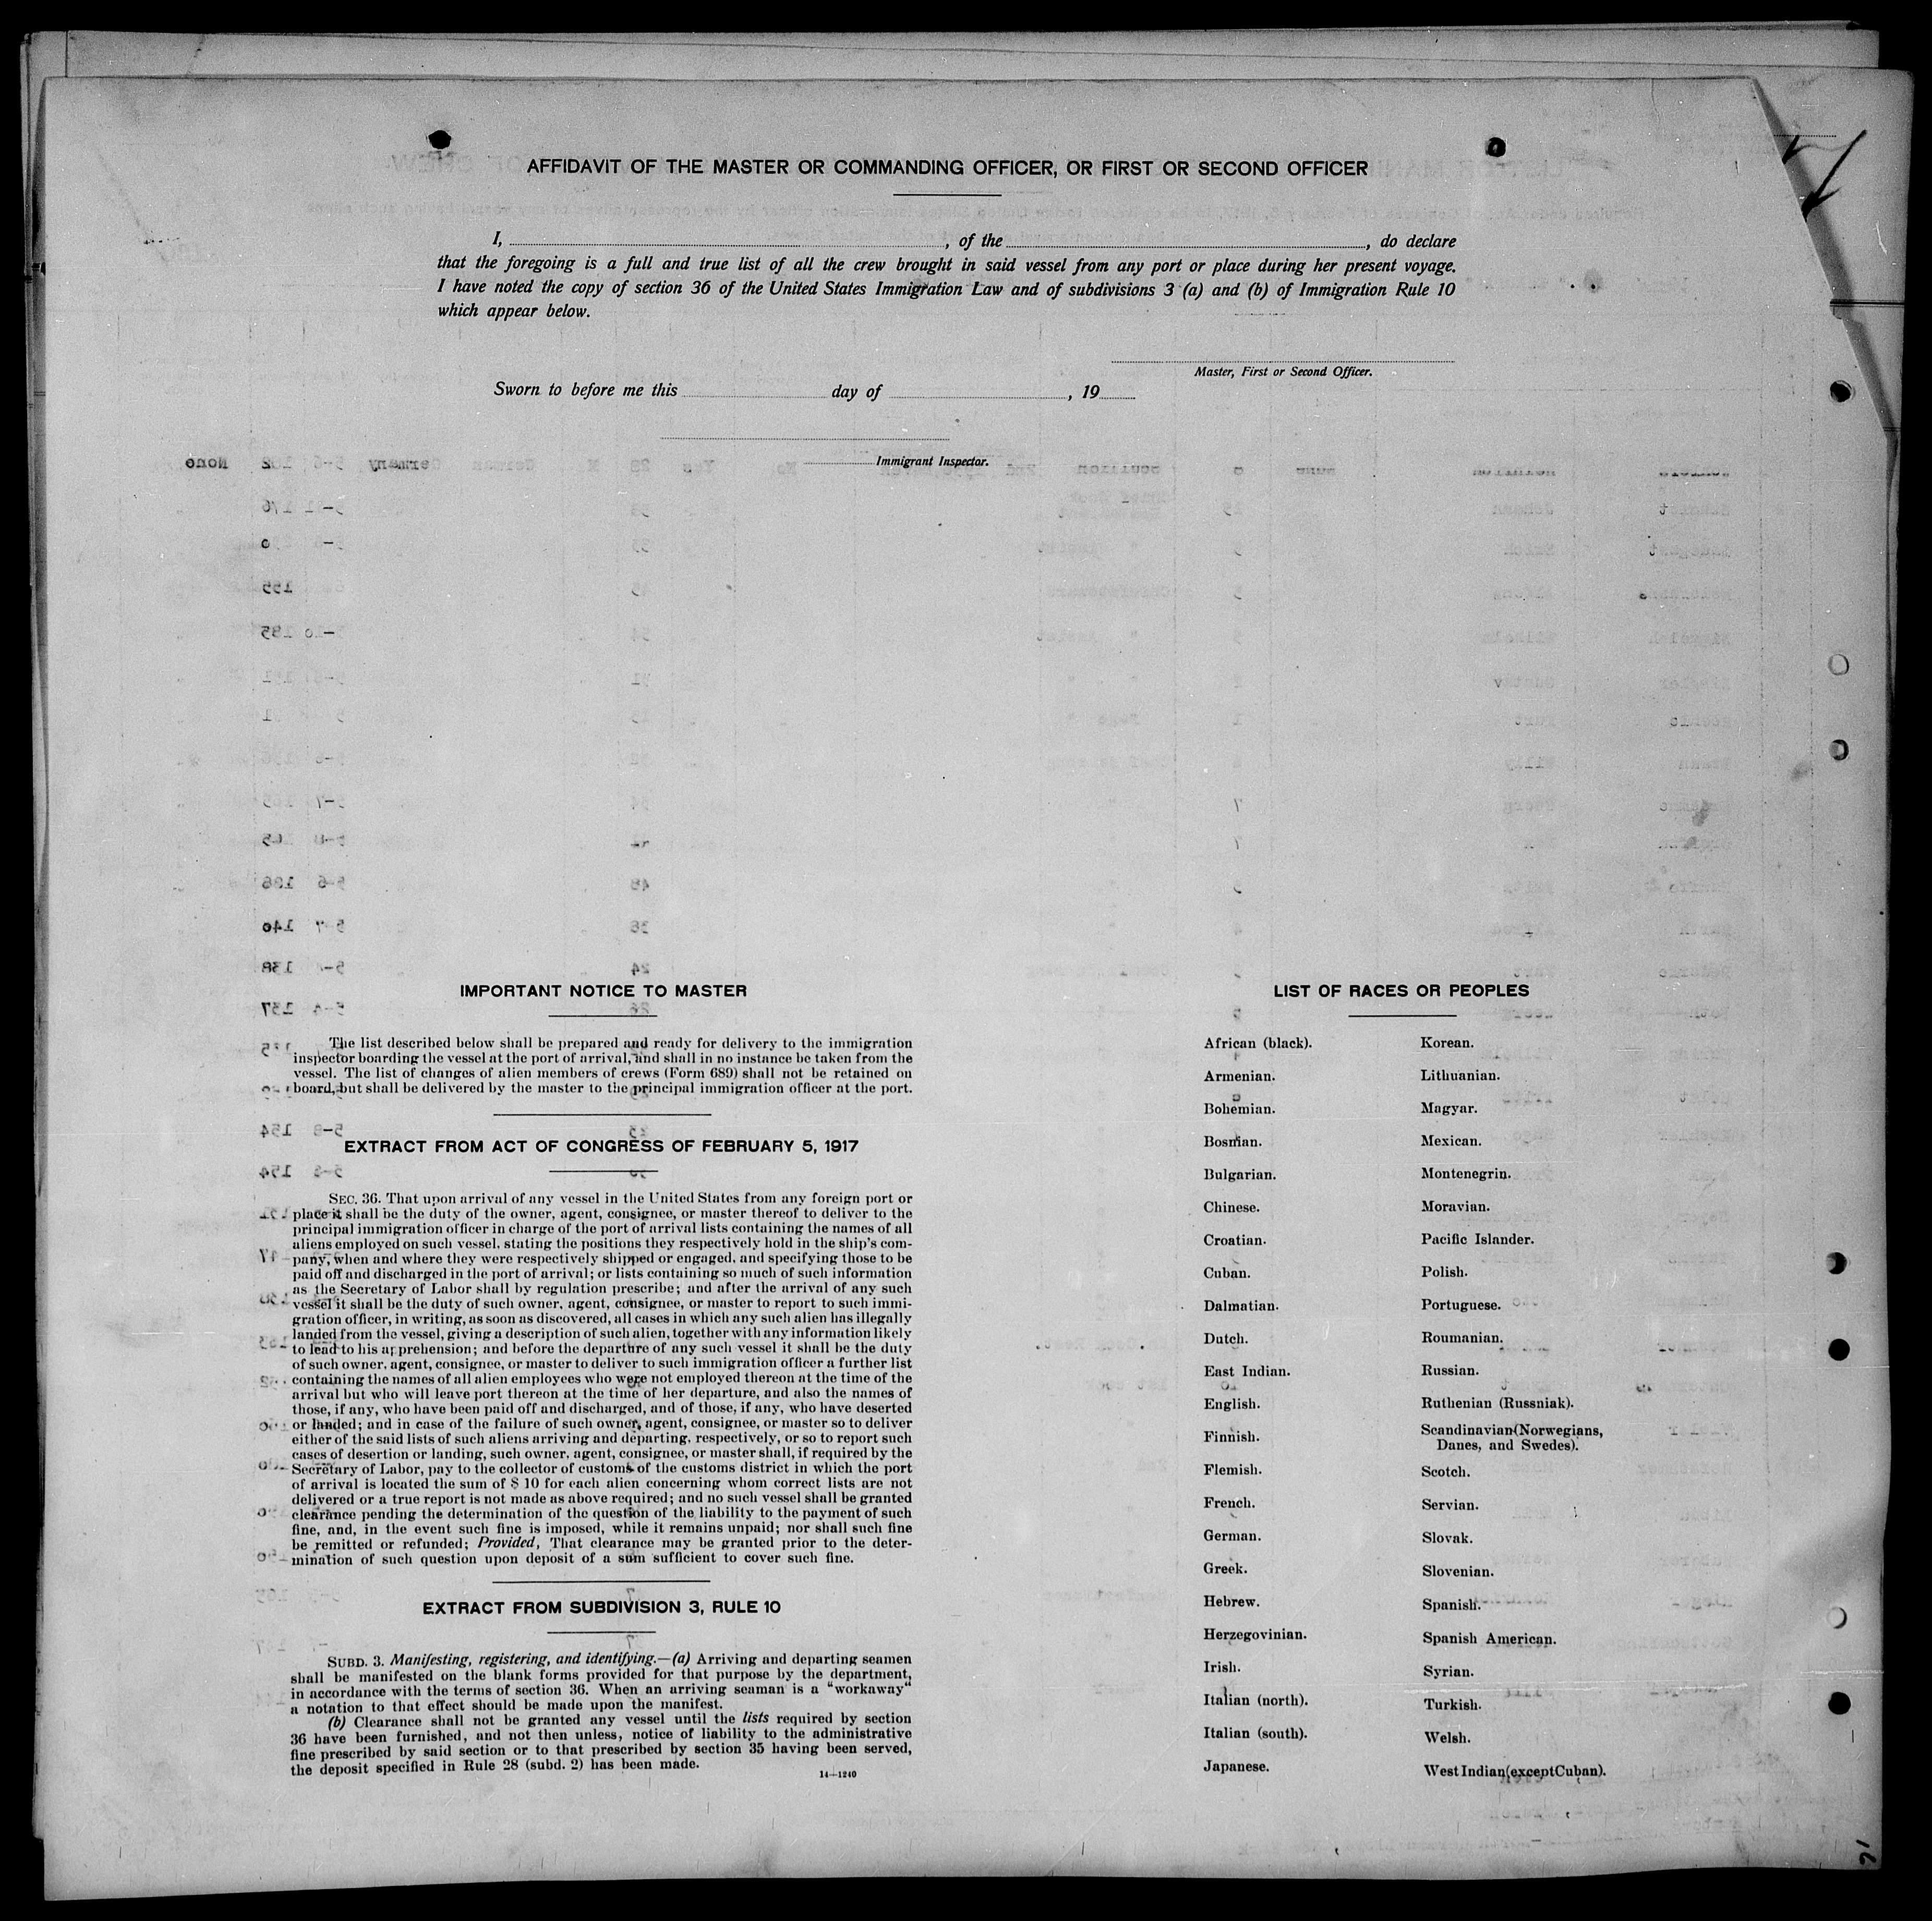 AFFIDAVIT OF THE MASTER OR COMMANDING OFFICER, OR FIRST OR SECOND OFFICER
I, , of the , do declare
that the foregoing is a full and true list of all the crew brought in said vessel from any port or place during her present voyage.
I have noted the copy of section 36 of the United States Immigration Law and of subdivisions 3 (a) and (b) of Immigration Rule 10
which appear below.
Master, First or Second Officer.
Sworn to before me this day of , 19
Immigrant Inspector.
IMPORTANT NOTICE TO MASTER
The list described below shall be prepared and ready for delivery to the immigration
inspector boarding the vessel at the port of arrival, and shall in no instance be taken from the
vessel. The list of changes of alien members of crews (Form 689) shall not be retained on
board, but shall be delivered by the master to the principal immigration officer at the port.
EXTRACT FROM ACT OF CONGRESS OF FEBRUARY 5, 1917
SEC. 36. That upon arrival of any vessel in the United States from any foreign port or
place it shall be the duty of the owner, agent, consignee, or master thereof to deliver to the
principal immigration officer in charge of the port of arrival lists containing the names of all
aliens employed on such vessel, stating the positions they respectively hold in the ship's com-
pany, when and where they were respectively shipped or engaged, and specifying those to be
paid off and discharged in the port of arrival; or lists containing so much of such information
as the Secretary of Labor shall by regulation prescribe; and after the arrival of any such
vessel it shall be the duty of such owner, agent, consignee, or master to report to such immi-
gration officer, in writing, as soon as discovered, all cases in which any such alien has illegally
landed from the vessel, giving a description of such alien, together with any information likely
to lead to his apprehension; and before the departure of any such vessel it shall be the duty
of such owner, agent, consignee, or master to deliver to such immigration officer a further list
containing the names of all alien employees who were not employed thereon at the time of the
arrival but who will leave port thereon at the time of her departure, and also the names of
those, if any, who have been paid off and discharged, and of those, if any, who have deserted
or landed; and in case of the failure of such owner, agent, consignee, or master so to deliver
either of the said lists of such aliens arriving and departing, respectively, or so to report such
cases of desertion or landing, such owner, agent, consignee, or master shall, if required by the
Secretary of Labor, pay to the collector of customs of the customs district in which the port
of arrival is located the sum of $ 10 for each alien concerning whom correct lists are not
delivered or a true report is not made as above required; and no such vessel shall be granted
clearance pending the determination of the question of the liability to the payment of such
fine, and, in the event such fine is imposed, while it remains unpaid; nor shall such fine
be remitted or refunded; Provided, That clearance may be granted prior to the deter-
mination of such question upon deposit of a sum sufficient to cover such fine.
EXTRACT FROM SUBDIVISION 3, RULE 10
SUBD. 3. Manifesting, registering, and identifying.—(a) Arriving and departing seamen
shall be manifested on the blank forms provided for that purpose by the department,
in accordance with the terms of section 36. When an arriving seaman is a "workaway"
a notation to that effect should be made upon the manifest.
(b) Clearance shall not be granted any vessel until the lists required by section
36 have been furnished, and not then unless, notice of liability to the administrative
fine prescribed by said section or to that prescribed by section 35 having been served,
the deposit specified in Rule 28 (subd. 2) has been made.
14—1240
LIST OF RACES OR PEOPLES
African (black).
Armenian.
Bohemian.
Bosnian.
Bulgarian.
Chinese.
Croatian.
Cuban.
Dalmatian.
Dutch.
East Indian.
English.
Finnish.
Flemish.
French.
German.
Greek.
Hebrew.
Herzegovinian.
Irish.
Italian (north).
Italian (south).
Japanese.
Korean.
Lithuanian.
Magyar.
Mexican.
Montenegrin.
Moravian.
Pacific Islander.
Polish.
Portuguese.
Roumanian.
Russian.
Ruthenian (Russniak).
Scandinavian (Norwegians,
Danes, and Swedes).
Scotch.
Servian.
Slovak.
Slovenian.
Spanish.
Spanish American.
Syrian.
Turkish.
Welsh.
West Indian (except Cuban).